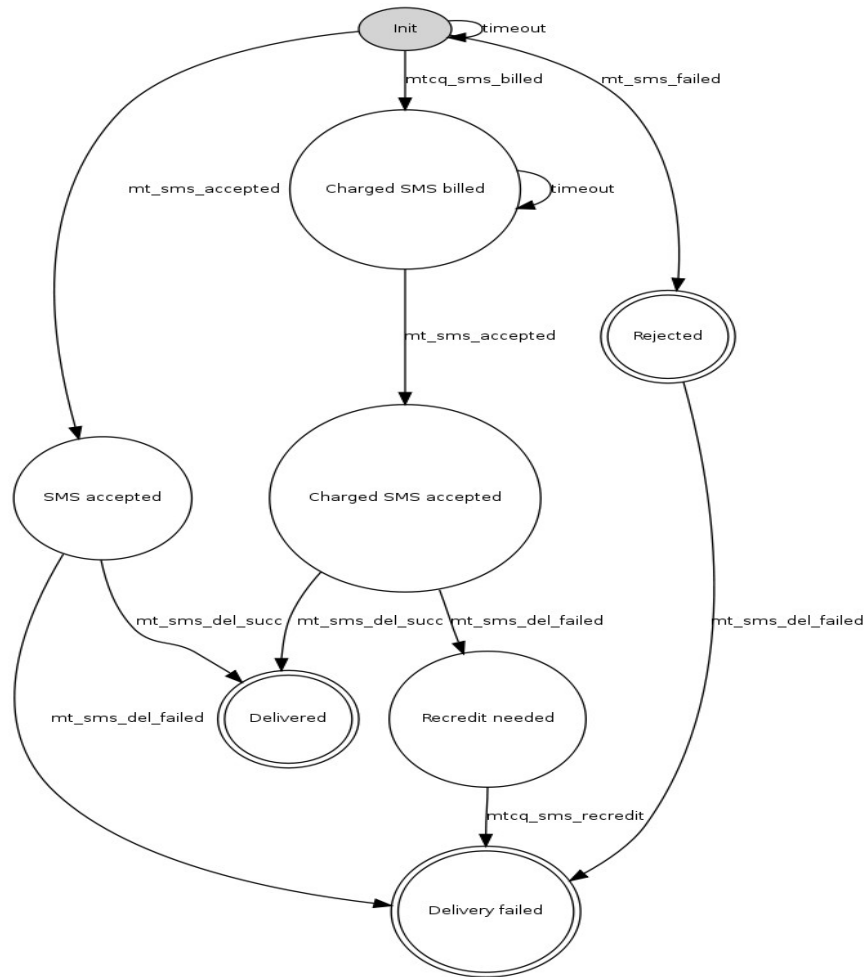 Init
timeout
mtcq_sms_billed
mt_sms_failed
mt_sms_accepted
Charged SMS billed
timeout
mt_sms_accepted
Rejected
SMS accepted
Charged SMS accepted
mt_sms_del_succ
mt_sms_del_succ
mt_sms_del_failed
mt_sms_del_failed
mt_sms_del_failed
Delivered
Recredit needed
mtcq_sms_recredit
Delivery failed